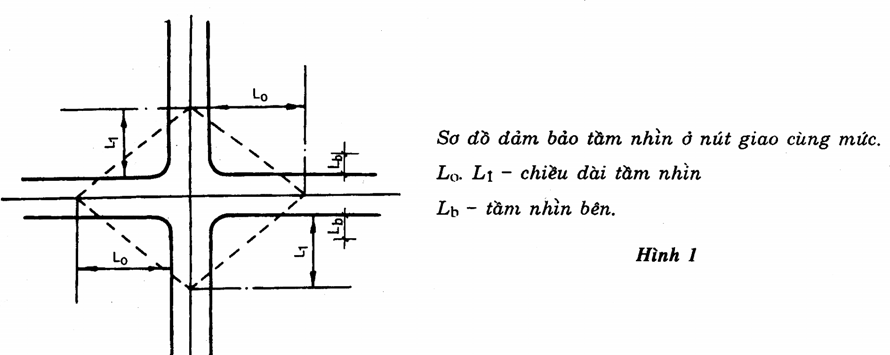 Lo
L1
Lb
Lb
Lo
L1
Sơ đồ đảm bảo tầm nhìn ở nút giao cùng mức.
Lo. L1 – chiều dài tầm nhìn
Lb – tầm nhìn bên.
Hình 1